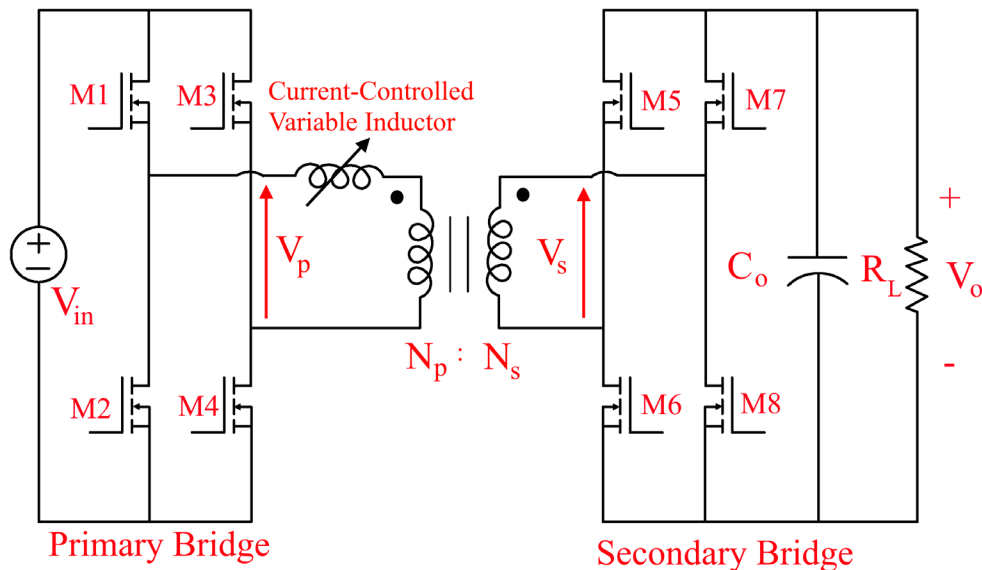 M1
M3
Current-Controlled
Variable Inductor
M5
M7
+
Vin
Vp
Vs
Co
RL
Vo
-
Np : Ns
M2
M4
M6
M8
Primary Bridge
Secondary Bridge